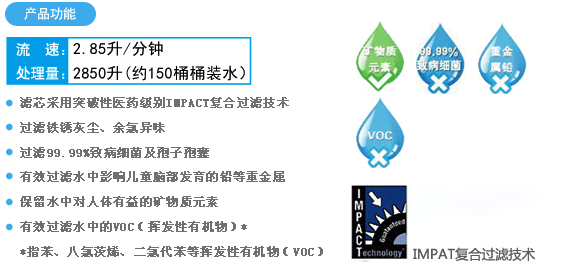 产品功能
流 速：2.85升/分钟
处理量：2850升(约150桶桶装水)
滤芯采用突破性医药级别IMPACT复合过滤技术
过滤铁锈灰尘、余氯异味
过滤99.99%致病细菌及孢子孢囊
有效过滤水中影响儿童脑部发育的铅等重金属
保留水中对人体有益的矿物质元素
有效过滤水中的VOC（挥发性有机物）*
*指苯、八氯茨烯、二氯代苯等挥发性有机物（VOC）
矿物质
元素
99.99%
致病细菌
重金
属铅
VOC
IMPACT
Guaranteed
Technology
IMPAT复合过滤技术